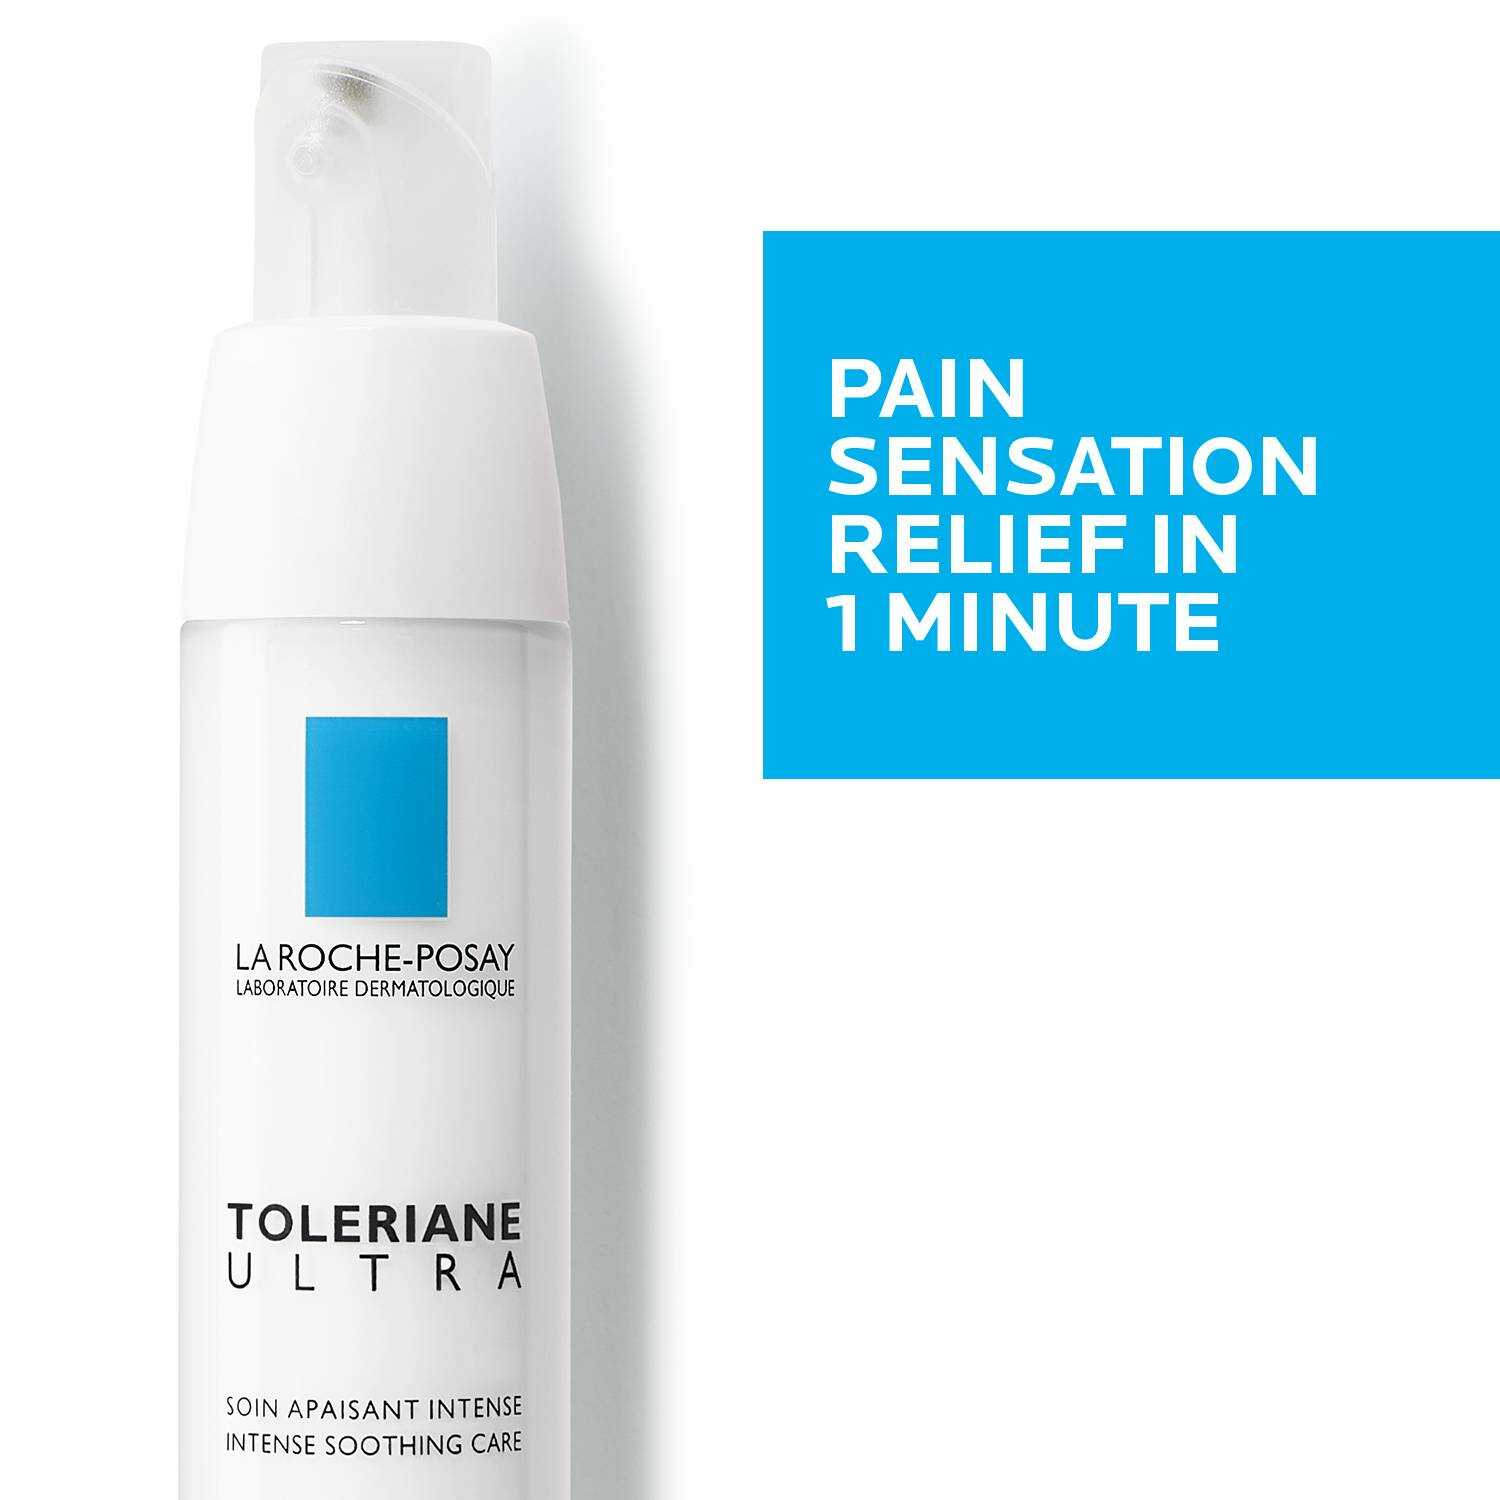 PAIN
SENSATION
RELIEF IN
1 MINUTE
LA ROCHE-POSAY
LABORATOIRE DERMATOLOGIQUE
TOLERIANE
ULTRA
SOIN APAISANT INTENSE
INTENSE SOOTHING CARE